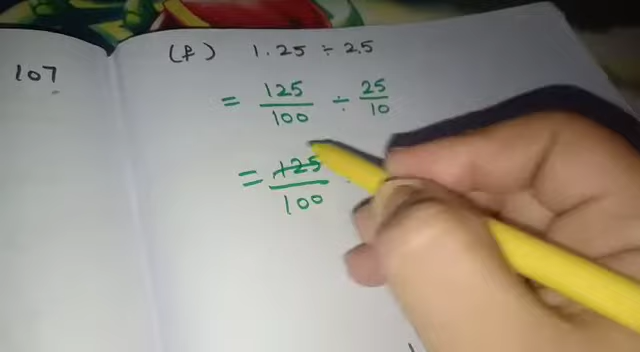 107
(f) 1.25 ÷ 2.5
= 125/100 ÷ 25/10
= 125/100